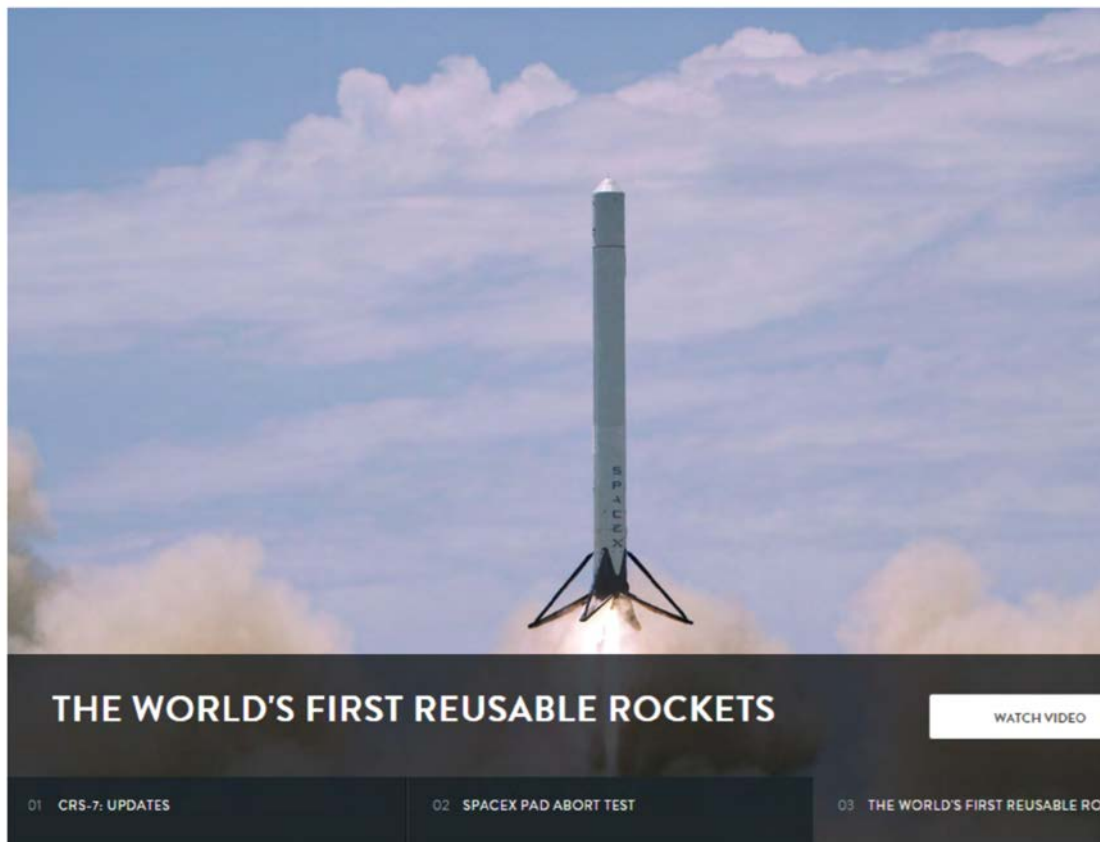 SPACEX
THE WORLD'S FIRST REUSABLE ROCKETS
WATCH VIDEO
01 CRS-7: UPDATES
02 SPACEX PAD ABORT TEST
03 THE WORLD'S FIRST REUSABLE RO